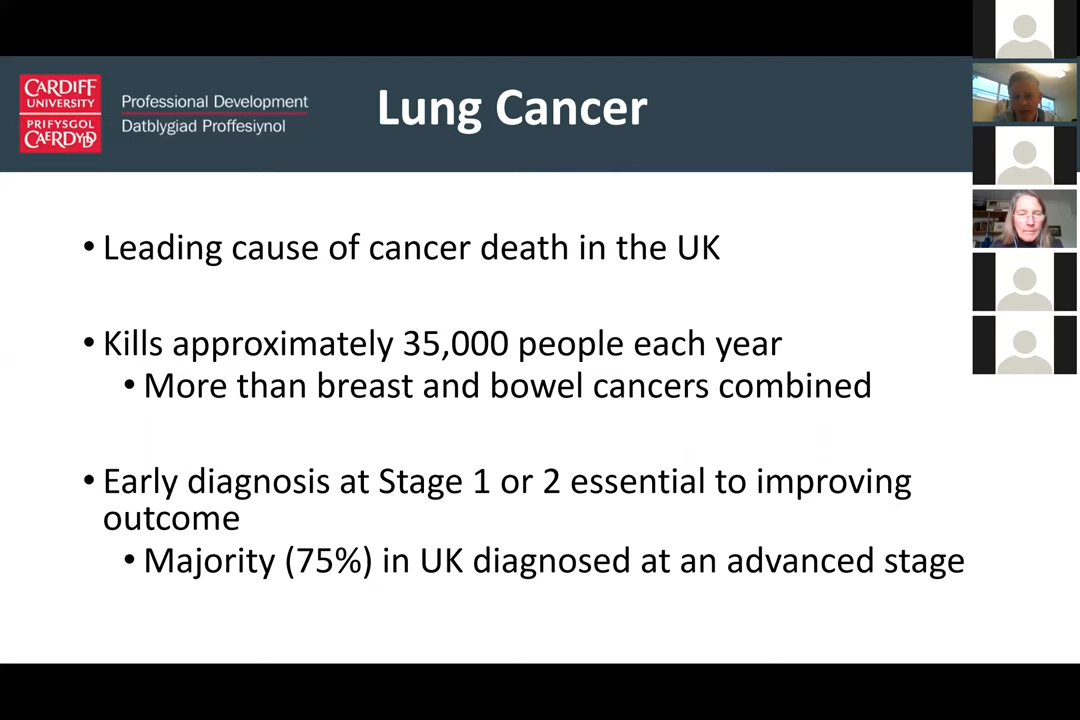 CARDIFF
UNIVERSITY
PRIFYSGOL
CAERDYDD
Professional Development
Datblygiad Proffesiynol
Lung Cancer
• Leading cause of cancer death in the UK
• Kills approximately 35,000 people each year
• More than breast and bowel cancers combined
• Early diagnosis at Stage 1 or 2 essential to improving
outcome
• Majority (75%) in UK diagnosed at an advanced stage